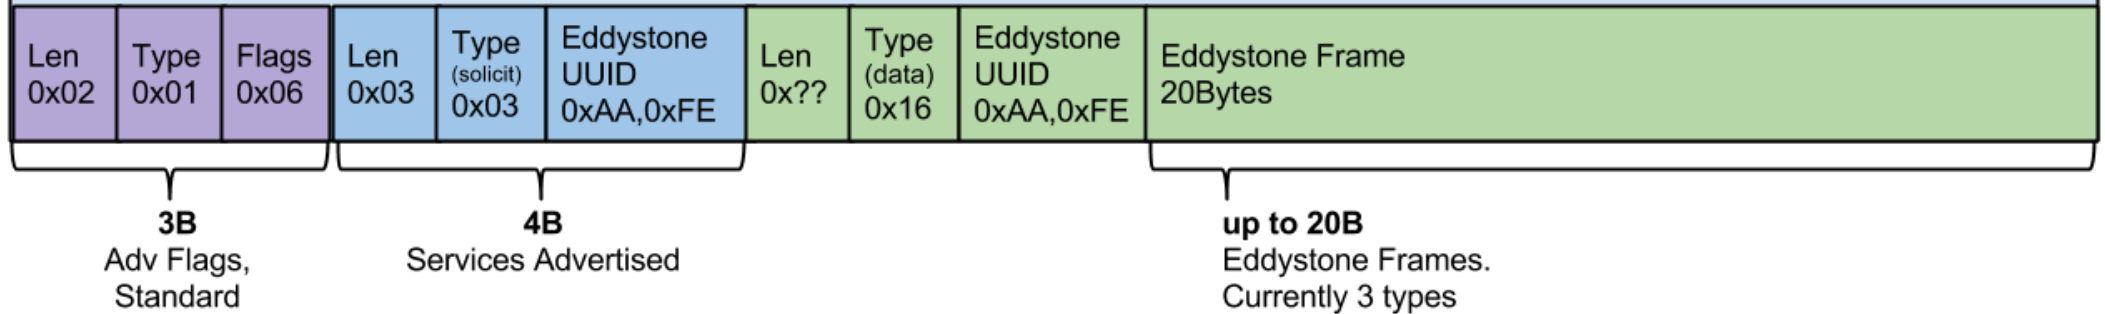 Len
0x02
Type
0x01
Flags
0x06
Len
0x03
Type
(solicit)
0x03
Eddystone
UUID
0xAA,0xFE
Len
0x??
Type
(data)
0x16
Eddystone
UUID
0xAA,0xFE
Eddystone Frame
20Bytes
3B
Adv Flags,
Standard
4B
Services Advertised
up to 20B
Eddystone Frames.
Currently 3 types